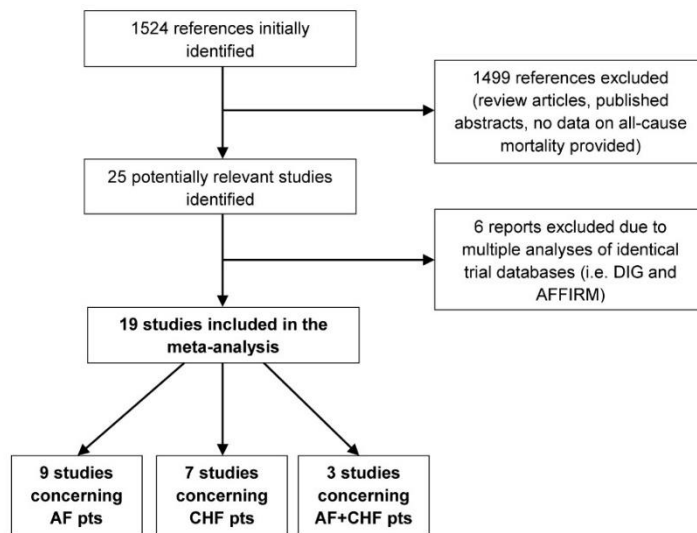 1524 references initially
identified
1499 references excluded
(review articles, published
abstracts, no data on all-cause
mortality provided)
25 potentially relevant studies
identified
6 reports excluded due to
multiple analyses of identical
trial databases (i.e. DIG and
AFFIRM)
19 studies included in the
meta-analysis
9 studies
concerning
AF pts
7 studies
concerning
CHF pts
3 studies
concerning
AF+CHF pts